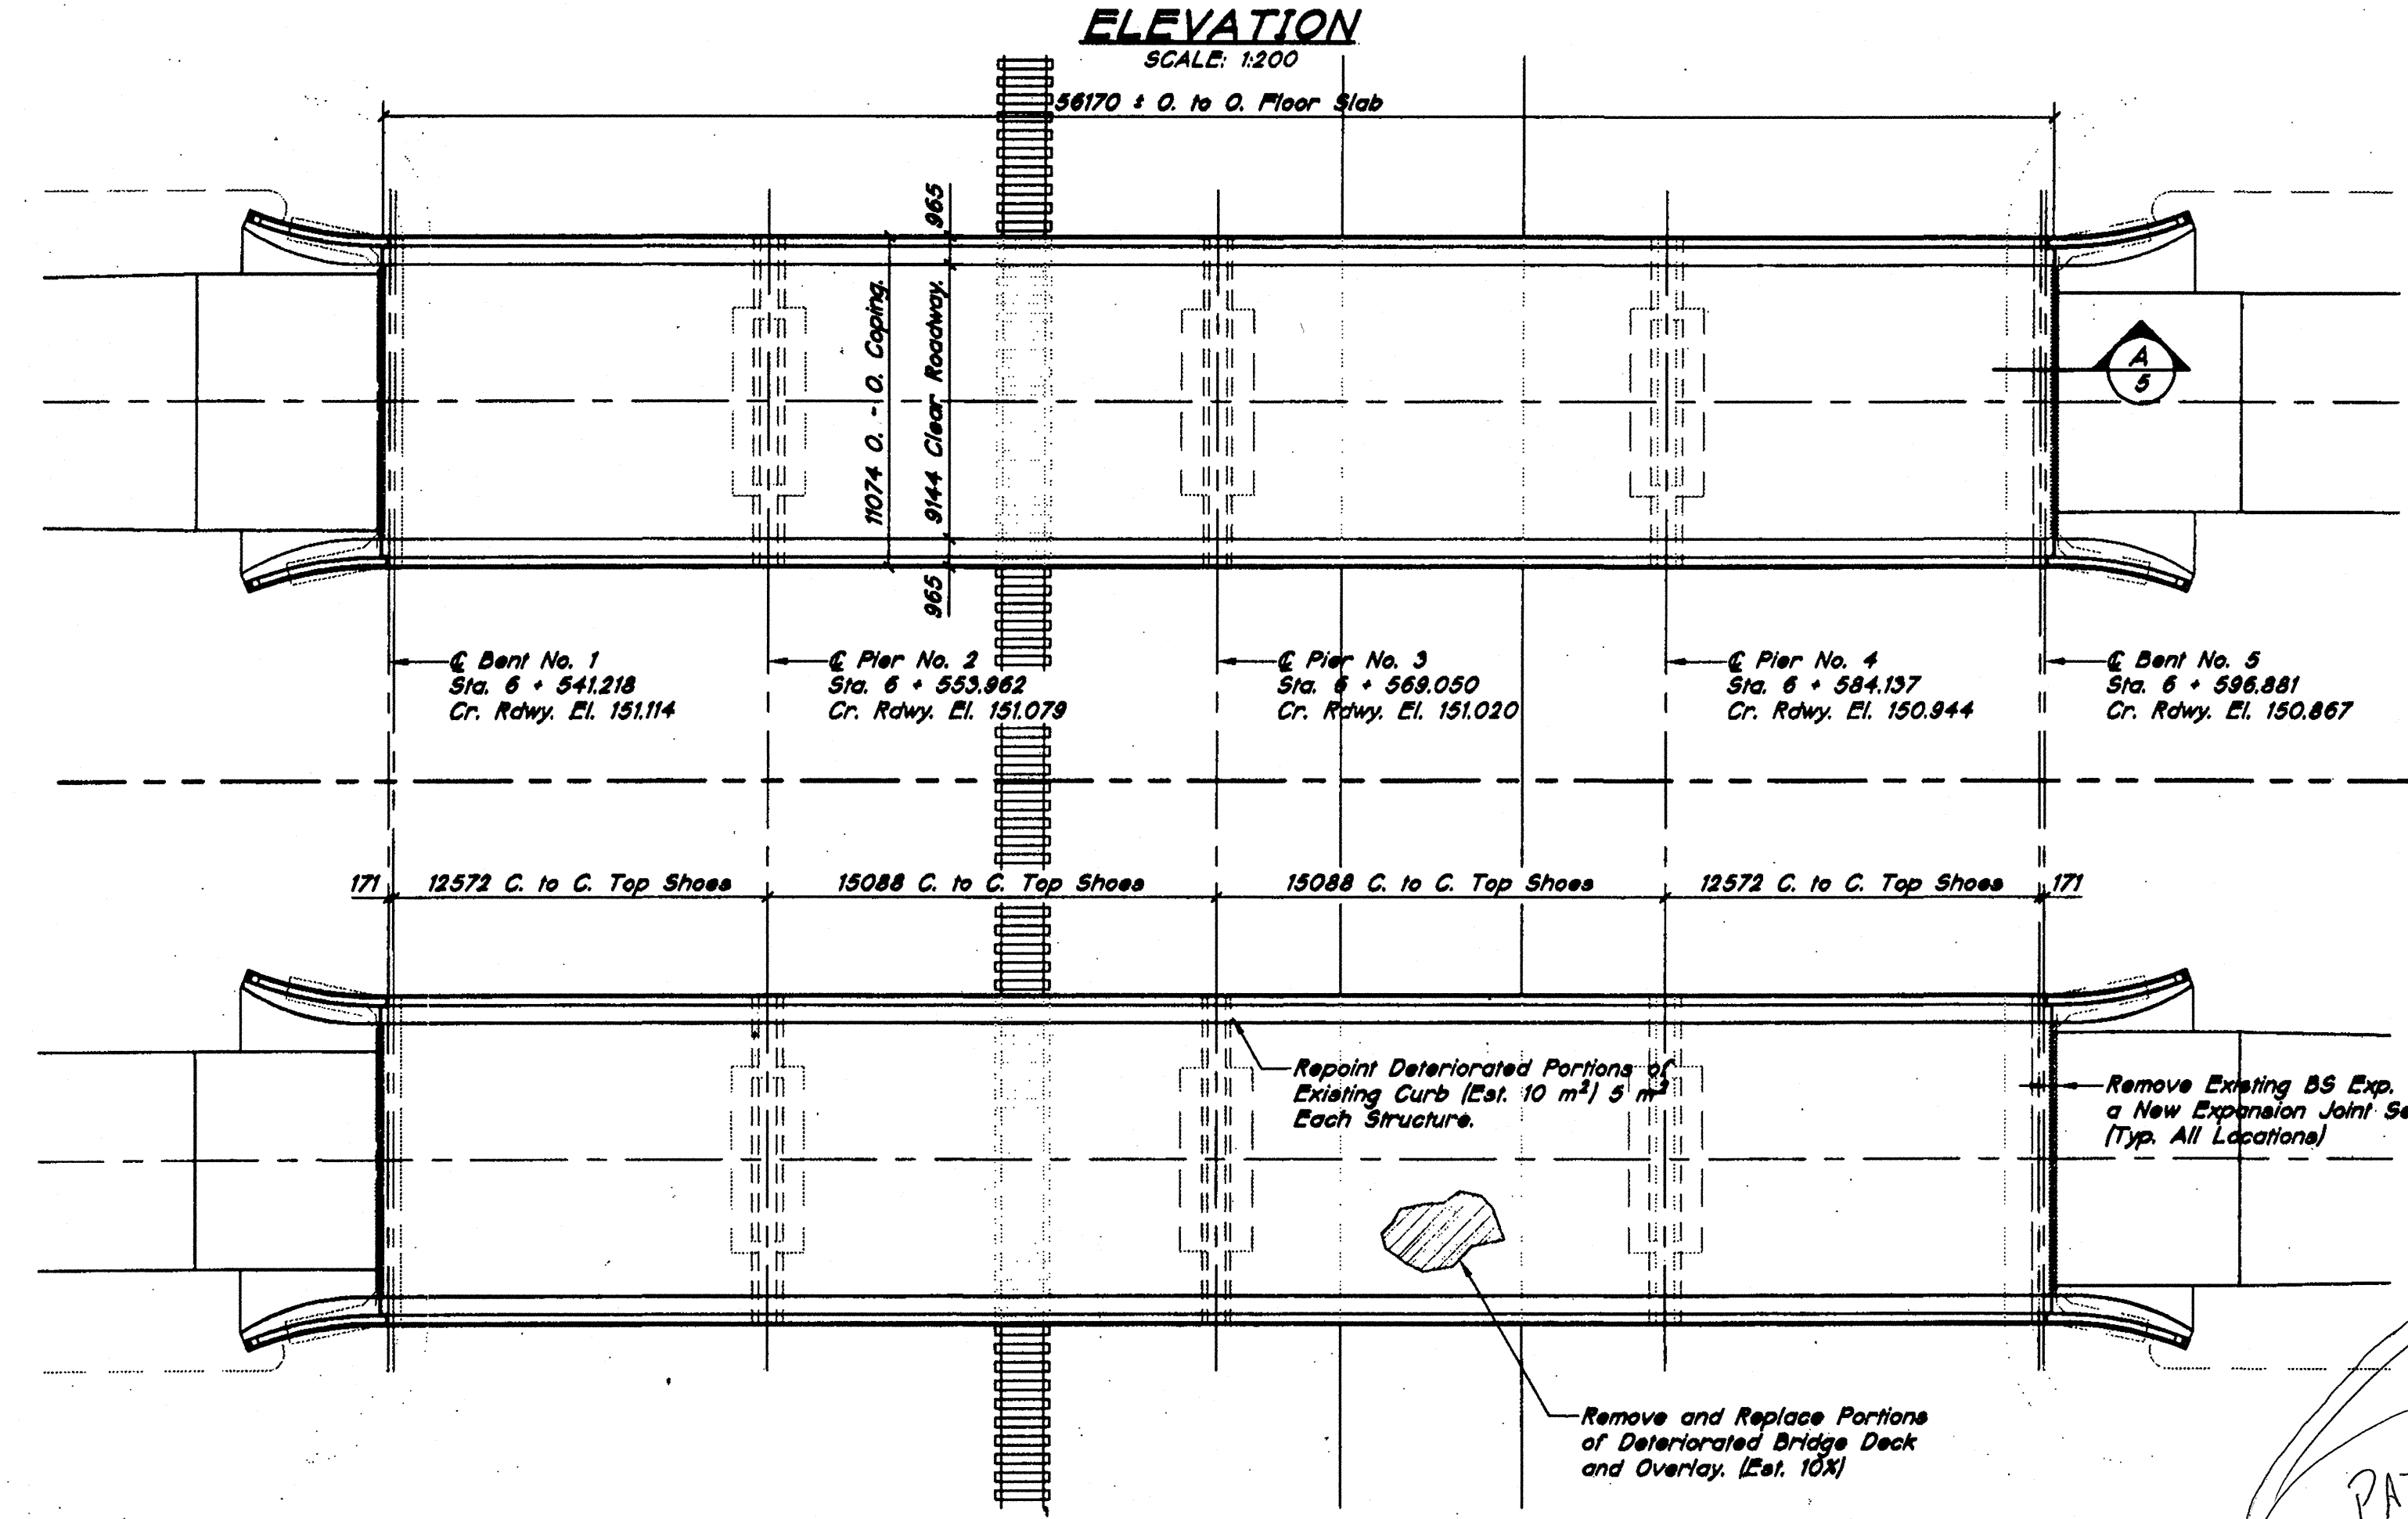 ELEVATION
SCALE: 1:200
56170 ± O. to O. Floor Slab
965
11074 O. - O. Coping.
9144 Clear Roadway.
965
A
5
℄ Bent No. 1
Sta. 6 + 541.218
Cr. Rdwy. El. 151.114
℄ Pier No. 2
Sta. 6 + 553.962
Cr. Rdwy. El. 151.079
℄ Pier No. 3
Sta. 6 + 569.050
Cr. Rdwy. El. 151.020
℄ Pier No. 4
Sta. 6 + 584.137
Cr. Rdwy. El. 150.944
℄ Bent No. 5
Sta. 6 + 596.881
Cr. Rdwy. El. 150.867
171
12572 C. to C. Top Shoes
15088 C. to C. Top Shoes
15088 C. to C. Top Shoes
12572 C. to C. Top Shoes
171
Repoint Deteriorated Portions of
Existing Curb (Est. 10 m²) 5 m²
Each Structure.
Remove Existing BS Exp.
a New Expansion Joint
(Typ. All Locations)
Remove and Replace Portions
of Deteriorated Bridge Deck
and Overlay. (Est. 10%)